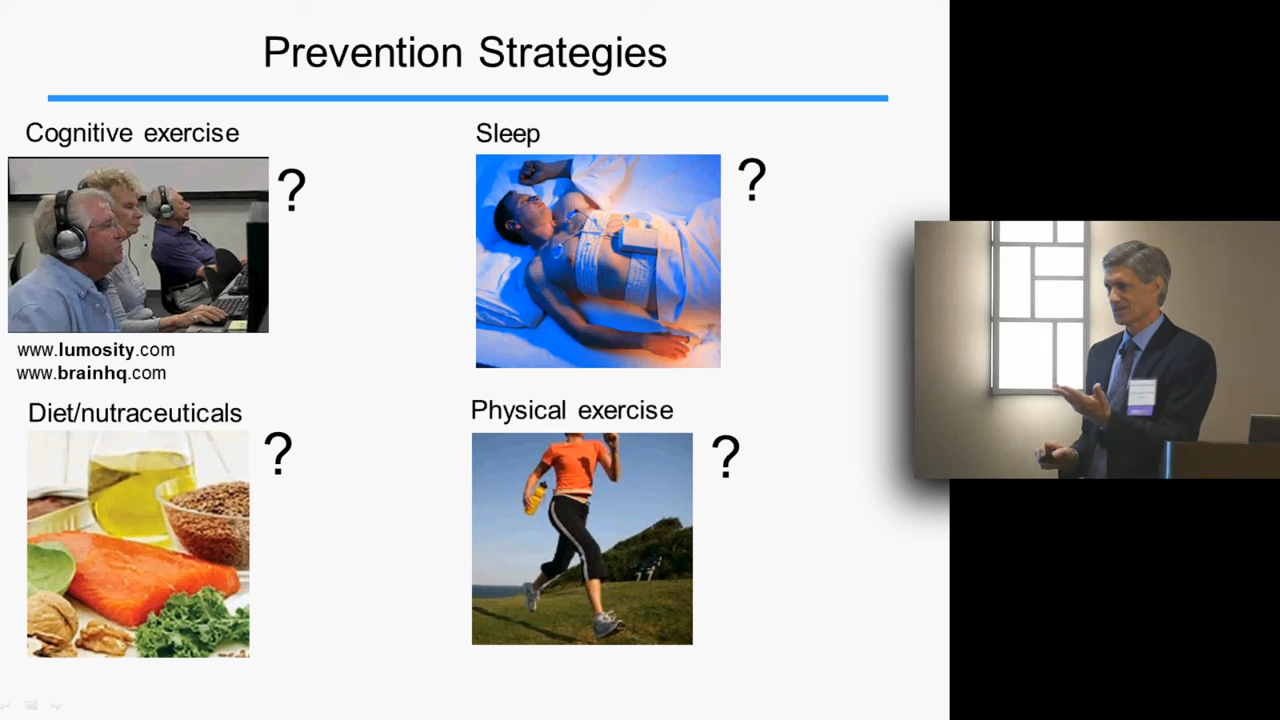 Prevention Strategies
Cognitive exercise
?
www.lumosity.com
www.brainhq.com
Sleep
?
Diet/nutraceuticals
?
Physical exercise
?